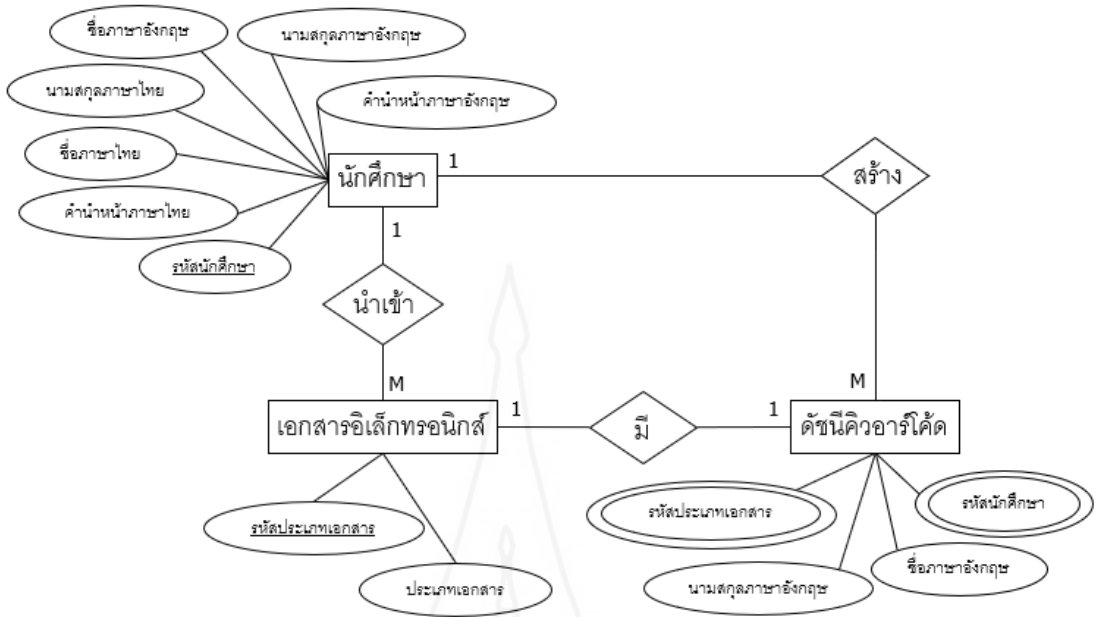 ชื่อภาษาอังกฤษ
นามสกุลภาษาอังกฤษ
นามสกุลภาษาไทย
คำนำหน้าภาษาอังกฤษ
ชื่อภาษาไทย
นักศึกษา
1
สร้าง
คำนำหน้าภาษาไทย
1
รหัสนักศึกษา
นำเข้า
M
M
เอกสารอิเล็กทรอนิกส์
1
มี
1
ดัชนีคิวอาร์โค้ด
รหัสประเภทเอกสาร
รหัสประเภทเอกสาร
รหัสนักศึกษา
ประเภทเอกสาร
นามสกุลภาษาอังกฤษ
ชื่อภาษาอังกฤษ